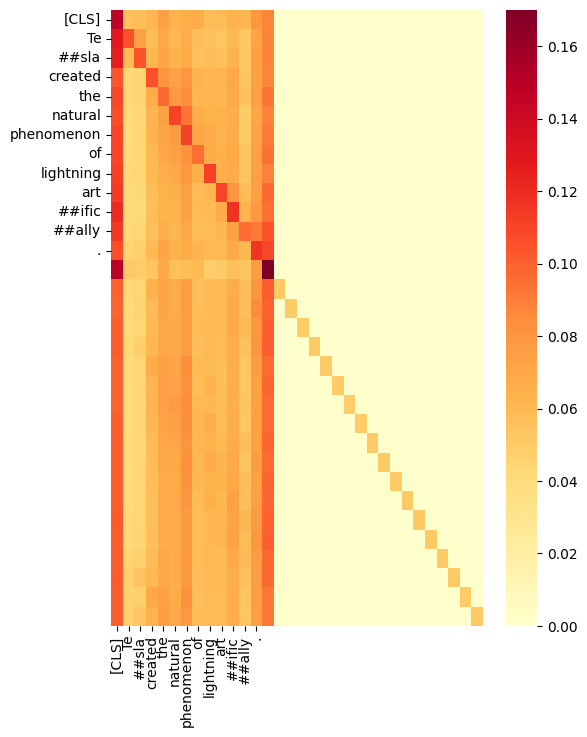 [CLS]
Te
##sla
created
the
natural
phenomenon
of
lightning
art
##ific
##ally
.
[CLS]
Te
##sla
created
the
natural
phenomenon
of
lightning
art
##ific
##ally
.
0.16
0.14
0.12
0.10
0.08
0.06
0.04
0.02
0.00